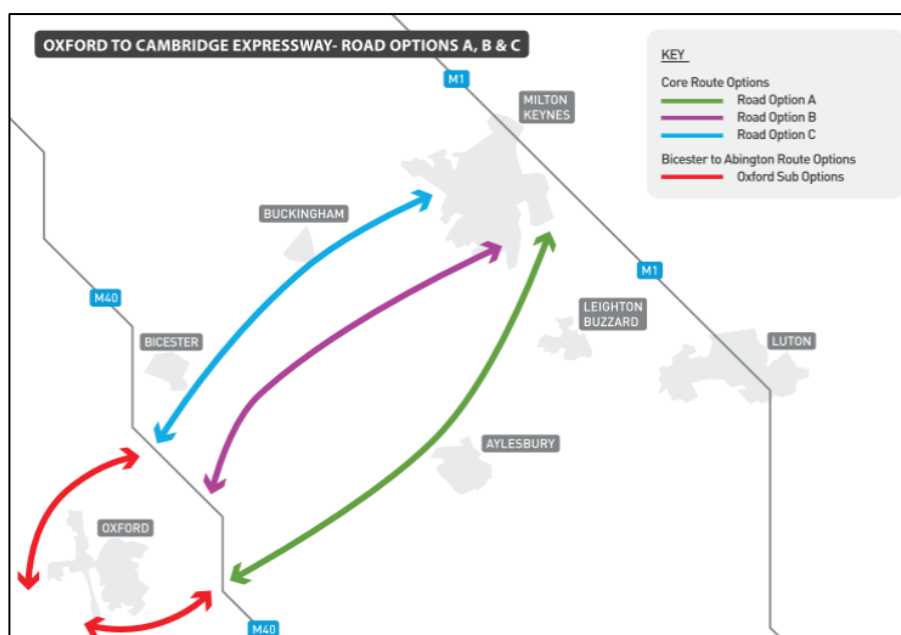 OXFORD TO CAMBRIDGE EXPRESSWAY- ROAD OPTIONS A, B & C
KEY
Core Route Options
Road Option A
Road Option B
Road Option C
Bicester to Abington Route Options
Oxford Sub Options
M1
MILTON
KEYNES
BUCKINGHAM
M1
M40
LEIGHTON
BUZZARD
BICESTER
LUTON
AYLESBURY
OXFORD
M40